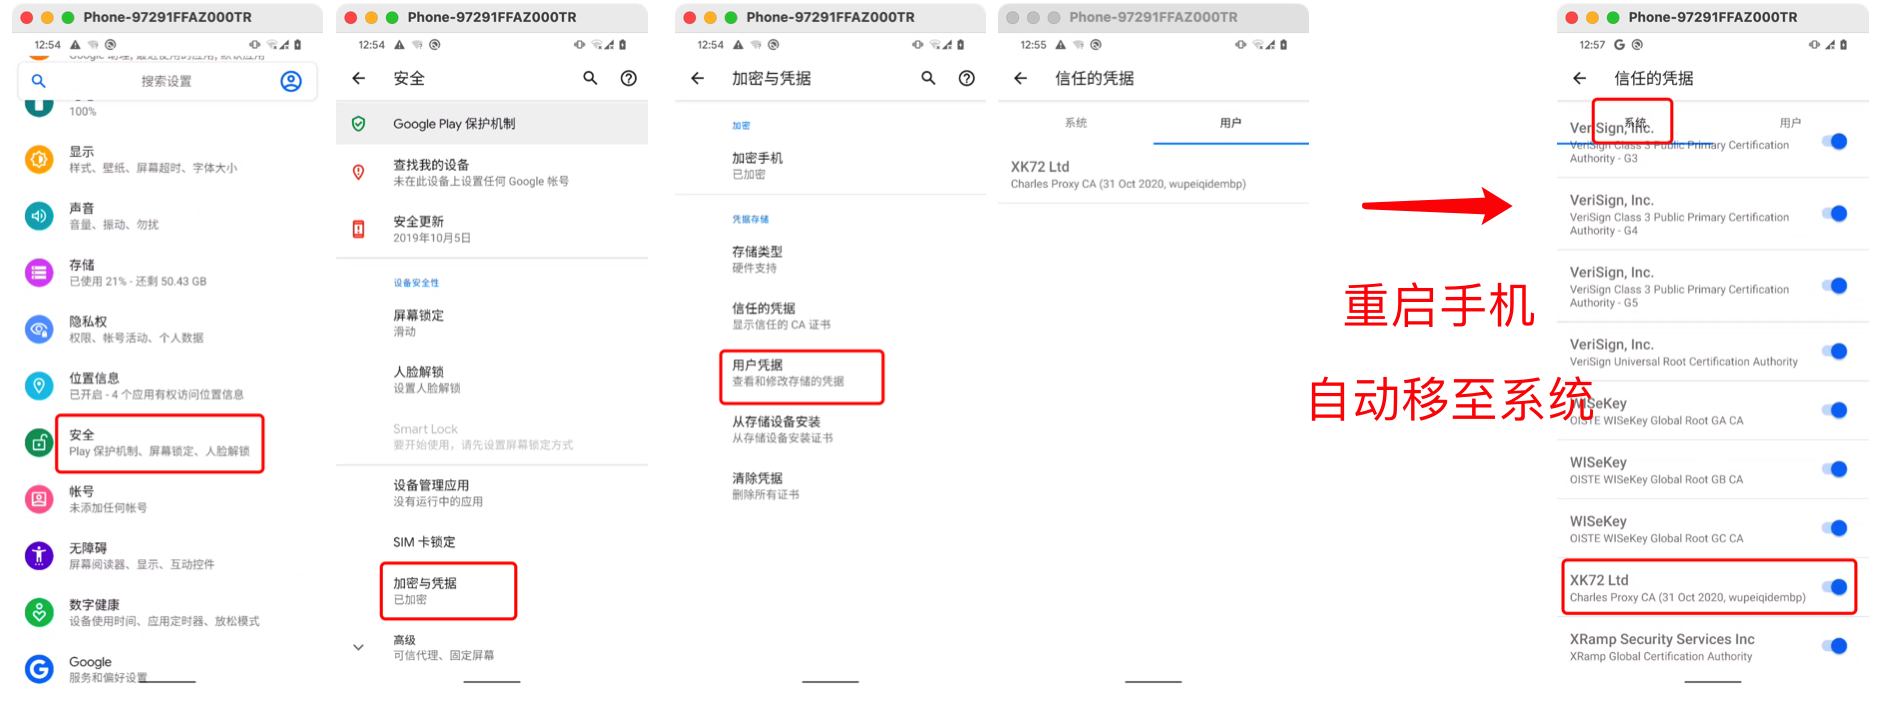 Phone-97291FFAZ000TR
12:54
Google 助理, 最近使用的应用, 默认应用
搜索设置
100%
显示
样式、壁纸、屏幕超时、字体大小
声音
音量、振动、勿扰
存储
已使用 21% - 还剩 50.43 GB
隐私权
权限、帐号活动、个人数据
位置信息
已开启 - 4 个应用有权访问位置信息
安全
Play 保护机制、屏幕锁定、人脸解锁
帐号
未添加任何帐号
无障碍
屏幕阅读器、显示、互动控件
数字健康
设备使用时间、应用定时器、放松模式
Google
服务和偏好设置
Phone-97291FFAZ000TR
12:54
安全
Google Play 保护机制
查找我的设备
未在此设备上设置任何 Google 帐号
安全更新
2019年10月5日
设备安全性
屏幕锁定
滑动
人脸解锁
设置人脸解锁
Smart Lock
要开始使用，请先设置屏幕锁定方式
设备管理应用
没有运行中的应用
SIM 卡锁定
加密与凭据
已加密
高级
可信代理、固定屏幕
Phone-97291FFAZ000TR
12:54
加密与凭据
加密
加密手机
已加密
凭据存储
存储类型
硬件支持
信任的凭据
显示信任的 CA 证书
用户凭据
查看和修改存储的凭据
从存储设备安装
从存储设备安装证书
清除凭据
删除所有证书
Phone-97291FFAZ000TR
12:55
信任的凭据
系统
用户
XK72 Ltd
Charles Proxy CA (31 Oct 2020, wupeiqidembp)
重启手机
自动移至系统
Phone-97291FFAZ000TR
12:57
信任的凭据
系统
用户
VeriSign, Inc.
VeriSign Class 3 Public Primary Certification
Authority - G3
VeriSign, Inc.
VeriSign Class 3 Public Primary Certification
Authority - G4
VeriSign, Inc.
VeriSign Class 3 Public Primary Certification
Authority - G5
VeriSign, Inc.
VeriSign Universal Root Certification Authority
WISeKey
OISTE WISeKey Global Root GA CA
WISeKey
OISTE WISeKey Global Root GB CA
WISeKey
OISTE WISeKey Global Root GC CA
XK72 Ltd
Charles Proxy CA (31 Oct 2020, wupeiqidembp)
XRamp Security Services Inc
XRamp Global Certification Authority